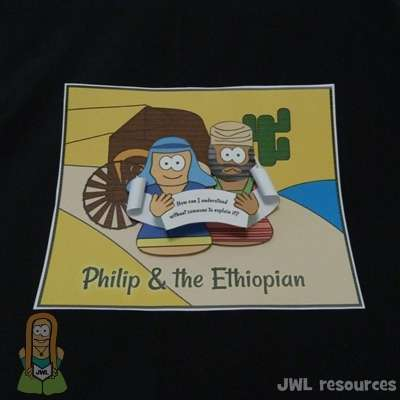 How can I understand
without someone to explain it?
Philip & the Ethiopian
JWL
JWL resources